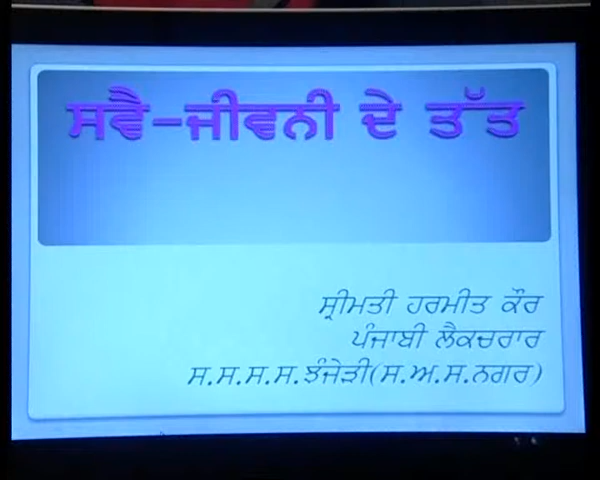 ਸਵੈ-ਜੀਵਨੀ ਦੇ ਤੱਤ
ਸ਼੍ਰੀਮਤੀ ਹਰਮੀਤ ਕੌਰ
ਪੰਜਾਬੀ ਲੈਕਚਰਾਰ
ਸ.ਸ.ਸ.ਸ.ਝੰਜੇੜੀ(ਸ.ਅ.ਸ.ਨਗਰ)